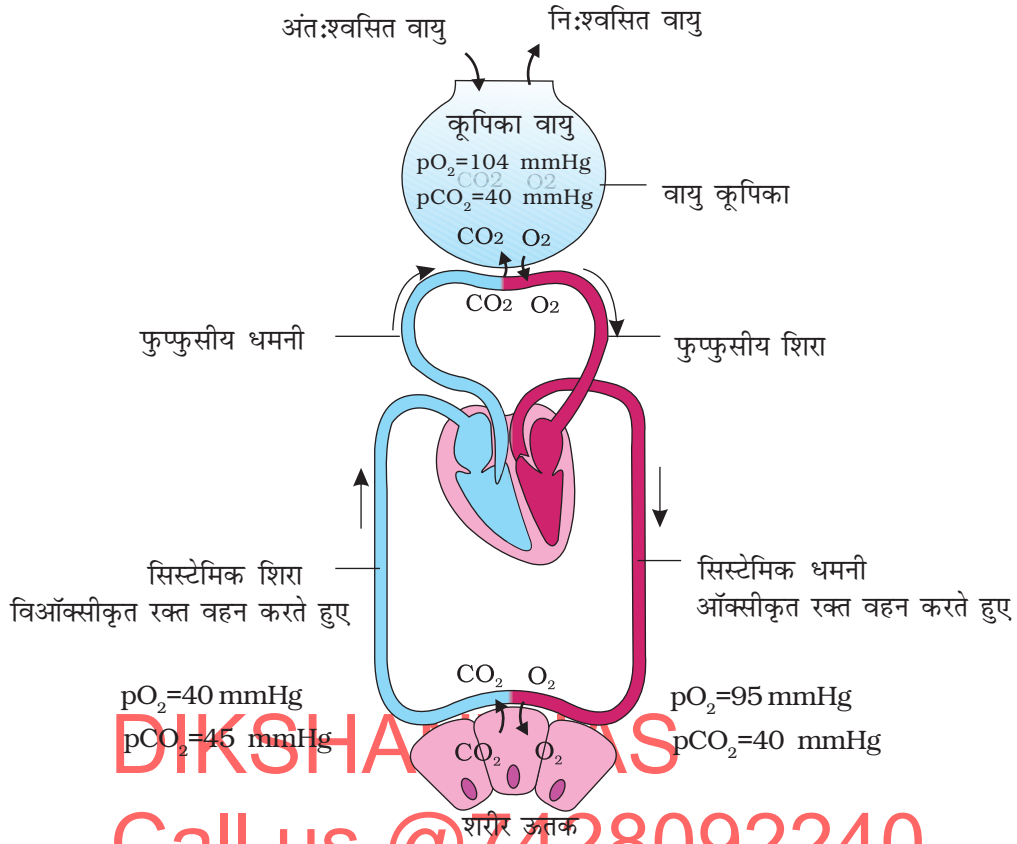 अंत:श्वसित वायु
नि:श्वसित वायु
कूपिका वायु
pO₂=104 mmHg
CO2 O2
pCO₂=40 mmHg
वायु कूपिका
CO2 O2
CO2 O2
फुप्फुसीय धमनी
फुप्फुसीय शिरा
सिस्टेमिक शिरा
विऑक्सीकृत रक्त वहन करते हुए
सिस्टेमिक धमनी
ऑक्सीकृत रक्त वहन करते हुए
CO₂ O₂
pO₂=40 mmHg
pCO₂=45 mmHg
pO₂=95 mmHg
pCO₂=40 mmHg
CO₂ O₂
शरीर ऊतक
Call us @7428092240